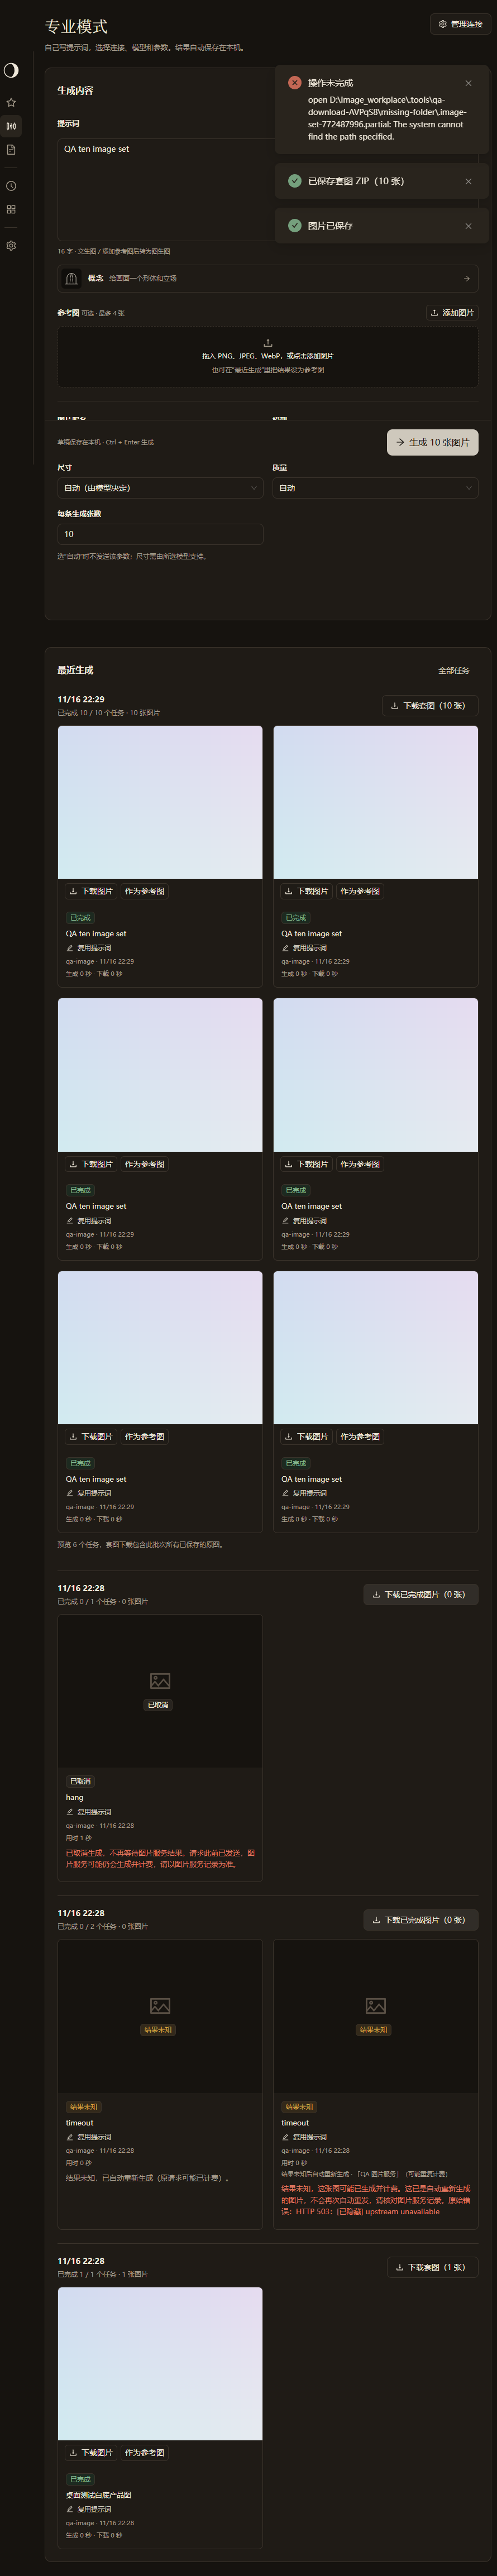 专业模式
管理连接
自己写提示词，选择连接、模型和参数。结果自动保存在本机。
生成内容
操作未完成
open D:\image_workplace\.tools\qa-
download-AVPqS8\missing-folder\.image-
set-772487996.partial: The system cannot
find the path specified.
已保存套图 ZIP（10 张）
图片已保存
提示词
QA ten image set
16 字 · 文生图 / 添加参考图后转为图生图
概念 给画面一个形体和立场
参考图 可选 · 最多 4 张
添加图片
拖入 PNG、JPEG、WebP，或点击添加图片
也可在"最近生成"里把结果设为参考图
草稿保存在本机 · Ctrl + Enter 生成
生成 10 张图片
尺寸
质量
自动（由模型决定）
自动
每条生成张数
10
选"自动"时不发送该参数；尺寸需由所选模型支持。
最近生成
全部任务
11/16 22:29
已完成 10 / 10 个任务 · 10 张图片
下载套图（10 张）
下载图片 作为参考图
下载图片 作为参考图
已完成
已完成
QA ten image set
QA ten image set
复用提示词
复用提示词
qa-image · 11/16 22:29
qa-image · 11/16 22:29
生成 0 秒 · 下载 0 秒
生成 0 秒 · 下载 0 秒
下载图片 作为参考图
下载图片 作为参考图
已完成
已完成
QA ten image set
QA ten image set
复用提示词
复用提示词
qa-image · 11/16 22:29
qa-image · 11/16 22:29
生成 0 秒 · 下载 0 秒
生成 0 秒 · 下载 0 秒
下载图片 作为参考图
下载图片 作为参考图
已完成
已完成
QA ten image set
QA ten image set
复用提示词
复用提示词
qa-image · 11/16 22:29
qa-image · 11/16 22:29
生成 0 秒 · 下载 0 秒
生成 0 秒 · 下载 0 秒
预览 6 个任务，套图下载包含此批次所有已保存的原图。
11/16 22:28
已完成 0 / 1 个任务 · 0 张图片
下载已完成图片（0 张）
已取消
已取消
hang
复用提示词
qa-image · 11/16 22:28
用时 1 秒
已取消生成，不再等待图片服务结果。请求此前已发送，图
片服务可能仍会生成并计费，请以图片服务记录为准。
11/16 22:28
已完成 0 / 2 个任务 · 0 张图片
下载已完成图片（0 张）
结果未知
结果未知
结果未知
结果未知
timeout
timeout
复用提示词
复用提示词
qa-image · 11/16 22:28
qa-image · 11/16 22:28
用时 0 秒
用时 0 秒
结果未知，已自动重新生成（原请求可能已计费）。
结果未知后自动重新生成 ·「QA 图片服务」（可能重复计费）
结果未知，这张图可能已生成并计费。这已是自动重新生成
的图片，不会再次自动重发，请核对图片服务记录。原始错
误：HTTP 503: [已隐藏] upstream unavailable
11/16 22:28
已完成 1 / 1 个任务 · 1 张图片
下载套图（1 张）
下载图片 作为参考图
已完成
桌面测试白底产品图
复用提示词
qa-image · 11/16 22:28
生成 0 秒 · 下载 0 秒